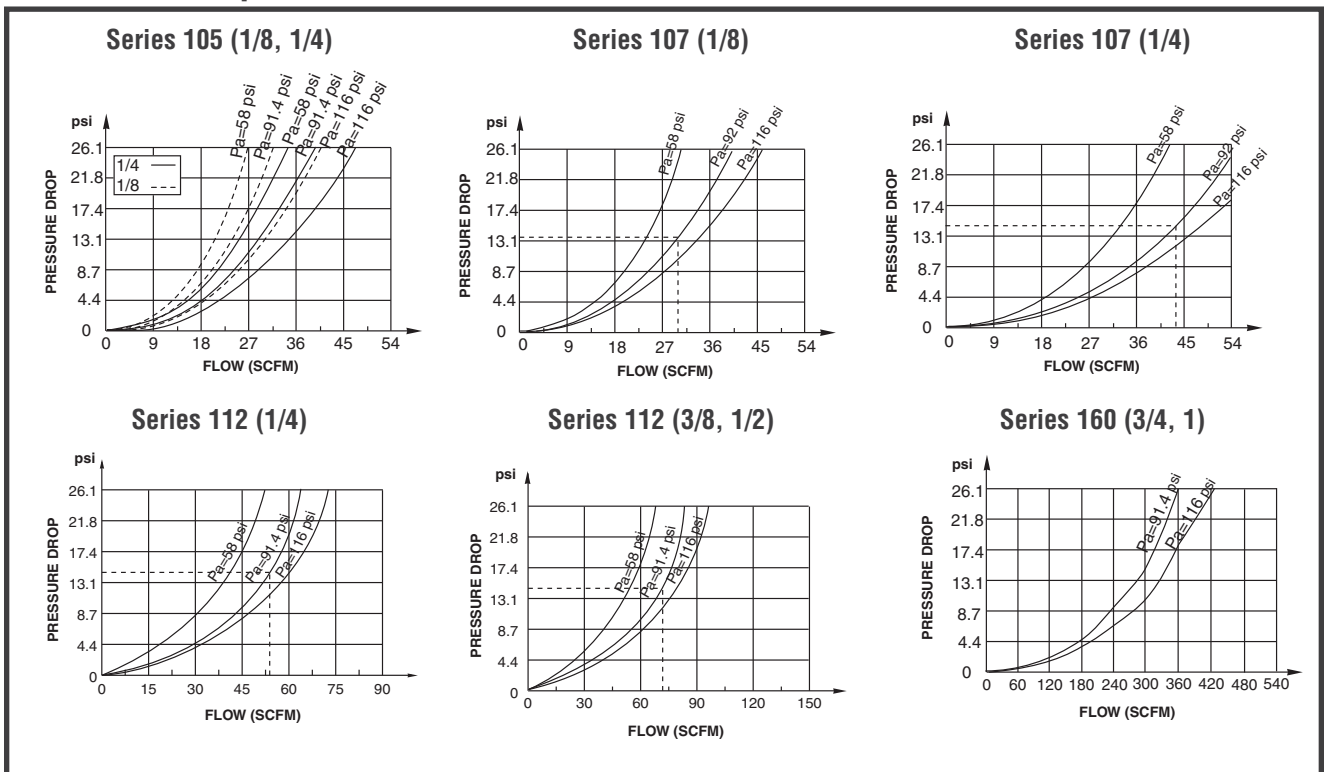 Series 105 (1/8, 1/4)
psi
PRESSURE DROP
26.1
21.8
17.4
13.1
8.7
4.4
0
1/4
1/8
Pa=58 psi
Pa=91.4 psi
Pa=58 psi
Pa=91.4 psi
Pa=116 psi
Pa=116 psi
0 9 18 27 36 45 54
FLOW (SCFM)
Series 107 (1/8)
psi
PRESSURE DROP
26.1
21.8
17.4
13.1
8.7
4.4
0
Pa=58 psi
Pa=92 psi
Pa=116 psi
0 9 18 27 36 45 54
FLOW (SCFM)
Series 107 (1/4)
psi
PRESSURE DROP
26.1
21.8
17.4
13.1
8.7
4.4
0
Pa=58 psi
Pa=92 psi
Pa=116 psi
0 9 18 27 36 45 54
FLOW (SCFM)
Series 112 (1/4)
psi
PRESSURE DROP
26.1
21.8
17.4
13.1
8.7
4.4
0
Pa=58 psi
Pa=91.4 psi
Pa=116 psi
0 15 30 45 60 75 90
FLOW (SCFM)
Series 112 (3/8, 1/2)
psi
PRESSURE DROP
26.1
21.8
17.4
13.1
8.7
4.4
0
Pa=58 psi
Pa=91.4 psi
Pa=116 psi
0 30 60 90 120 150
FLOW (SCFM)
Series 160 (3/4, 1)
psi
PRESSURE DROP
26.1
21.8
17.4
13.1
8.7
4.4
0
Pa=91.4 psi
Pa=116 psi
0 60 120 180 240 300 360 420 480 540
FLOW (SCFM)